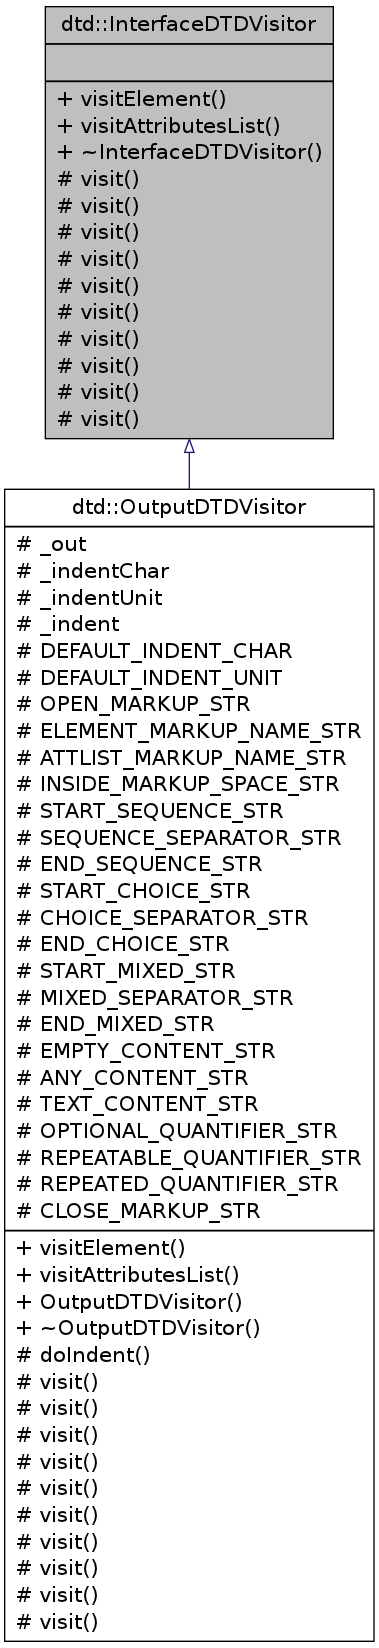 dtd::InterfaceDTDVisitor
+ visitElement()
+ visitAttributesList()
+ ~InterfaceDTDVisitor()
# visit()
# visit()
# visit()
# visit()
# visit()
# visit()
# visit()
# visit()
# visit()
# visit()
dtd::OutputDTDVisitor
# _out
# _indentChar
# _indentUnit
# _indent
# DEFAULT_INDENT_CHAR
# DEFAULT_INDENT_UNIT
# OPEN_MARKUP_STR
# ELEMENT_MARKUP_NAME_STR
# ATTLIST_MARKUP_NAME_STR
# INSIDE_MARKUP_SPACE_STR
# START_SEQUENCE_STR
# SEQUENCE_SEPARATOR_STR
# END_SEQUENCE_STR
# START_CHOICE_STR
# CHOICE_SEPARATOR_STR
# END_CHOICE_STR
# START_MIXED_STR
# MIXED_SEPARATOR_STR
# END_MIXED_STR
# EMPTY_CONTENT_STR
# ANY_CONTENT_STR
# TEXT_CONTENT_STR
# OPTIONAL_QUANTIFIER_STR
# REPEATABLE_QUANTIFIER_STR
# REPEATED_QUANTIFIER_STR
# CLOSE_MARKUP_STR
+ visitElement()
+ visitAttributesList()
+ OutputDTDVisitor()
+ ~OutputDTDVisitor()
# doIndent()
# visit()
# visit()
# visit()
# visit()
# visit()
# visit()
# visit()
# visit()
# visit()
# visit()